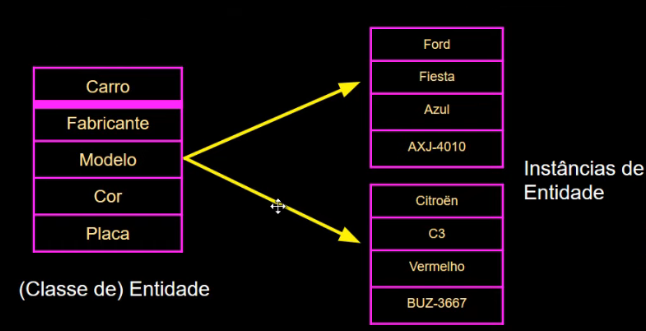 Carro
Fabricante
Modelo
Cor
Placa
(Classe de) Entidade
Ford
Fiesta
Azul
AXJ-4010
Citroën
C3
Vermelho
BUZ-3667
Instâncias de
Entidade